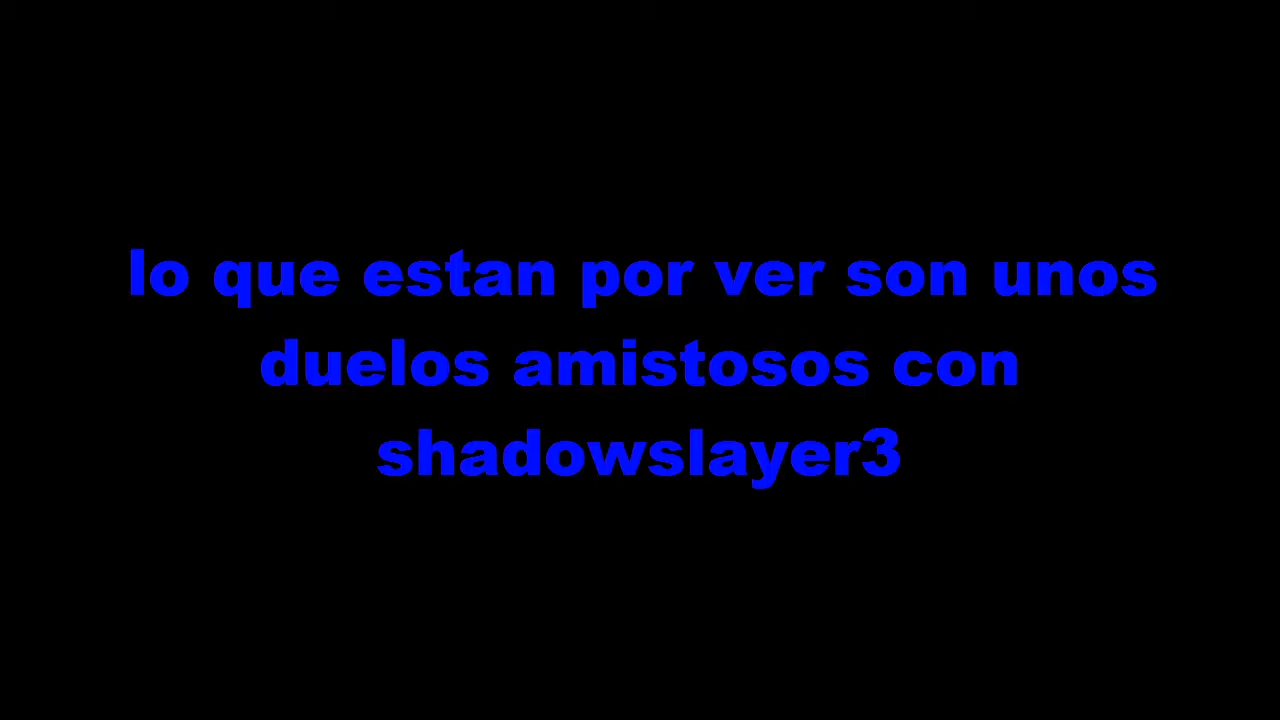 lo que estan por ver son unos
duelos amistosos con
shadowslayer3